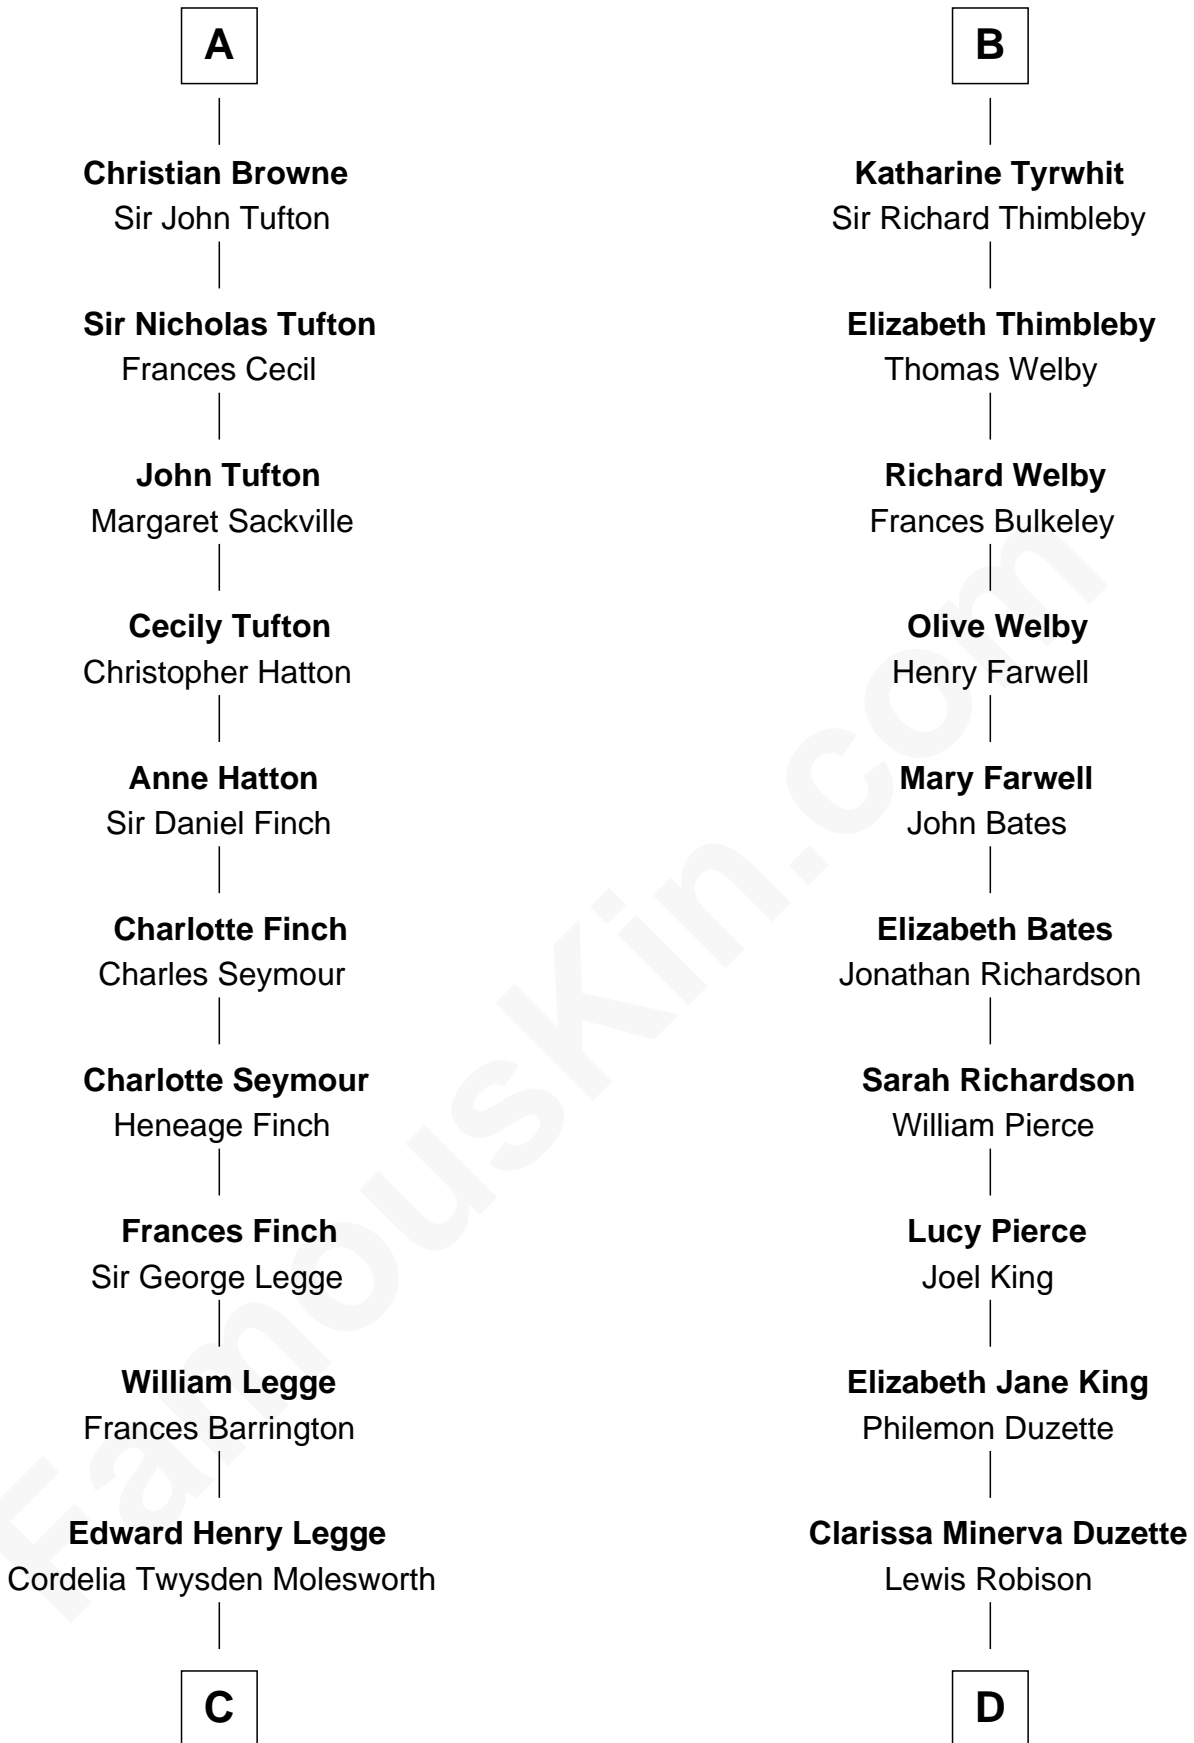 A
Christian Browne
Sir John Tufton
Sir Nicholas Tufton
Frances Cecil
John Tufton
Margaret Sackville
Cecily Tufton
Christopher Hatton
Anne Hatton
Sir Daniel Finch
Charlotte Finch
Charles Seymour
Charlotte Seymour
Heneage Finch
Frances Finch
Sir George Legge
William Legge
Frances Barrington
Edward Henry Legge
Cordelia Twysden Molesworth
C
B
Katharine Tyrwhit
Sir Richard Thimbleby
Elizabeth Thimbleby
Thomas Welby
Richard Welby
Frances Bulkeley
Olive Welby
Henry Farwell
Mary Farwell
John Bates
Elizabeth Bates
Jonathan Richardson
Sarah Richardson
William Pierce
Lucy Pierce
Joel King
Elizabeth Jane King
Philemon Duzette
Clarissa Minerva Duzette
Lewis Robison
D
FamousKin.com